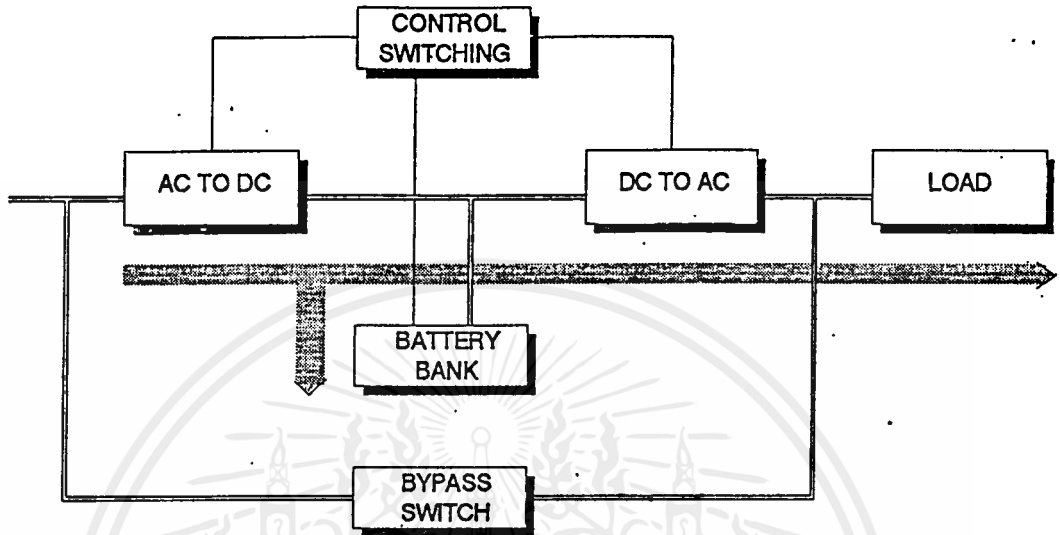 CONTROL
SWITCHING
AC TO DC
DC TO AC
LOAD
BATTERY
BANK
BYPASS
SWITCH